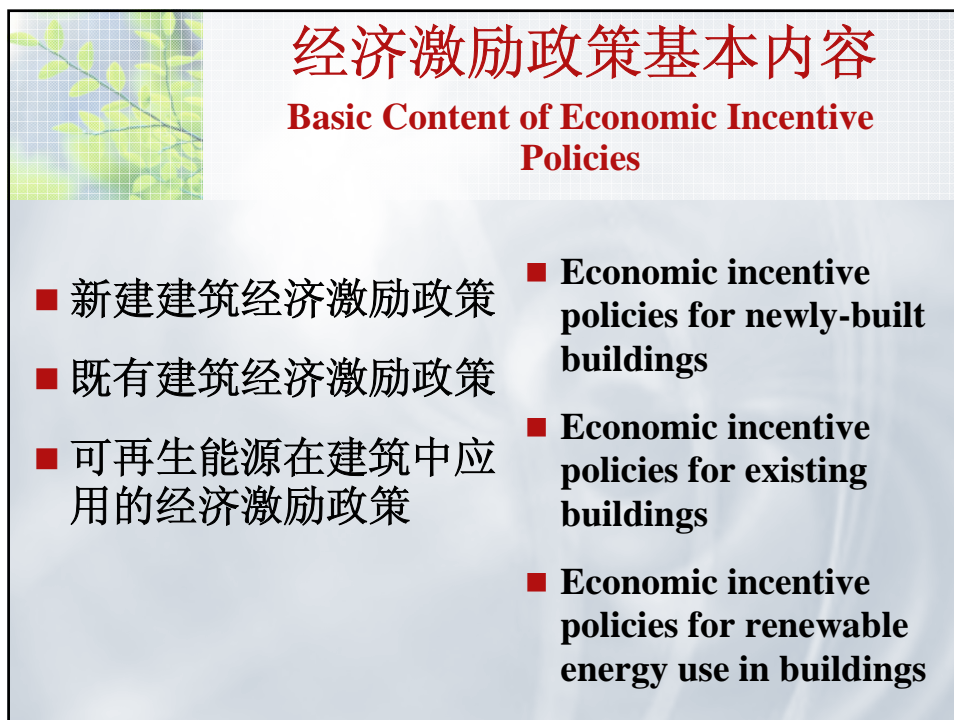 经济激励政策基本内容
Basic Content of Economic Incentive
Policies
■ 新建建筑经济激励政策
■ 既有建筑经济激励政策
■ 可再生能源在建筑中应
用的经济激励政策
■ Economic incentive
policies for newly-built
buildings
■ Economic incentive
policies for existing
buildings
■ Economic incentive
policies for renewable
energy use in buildings